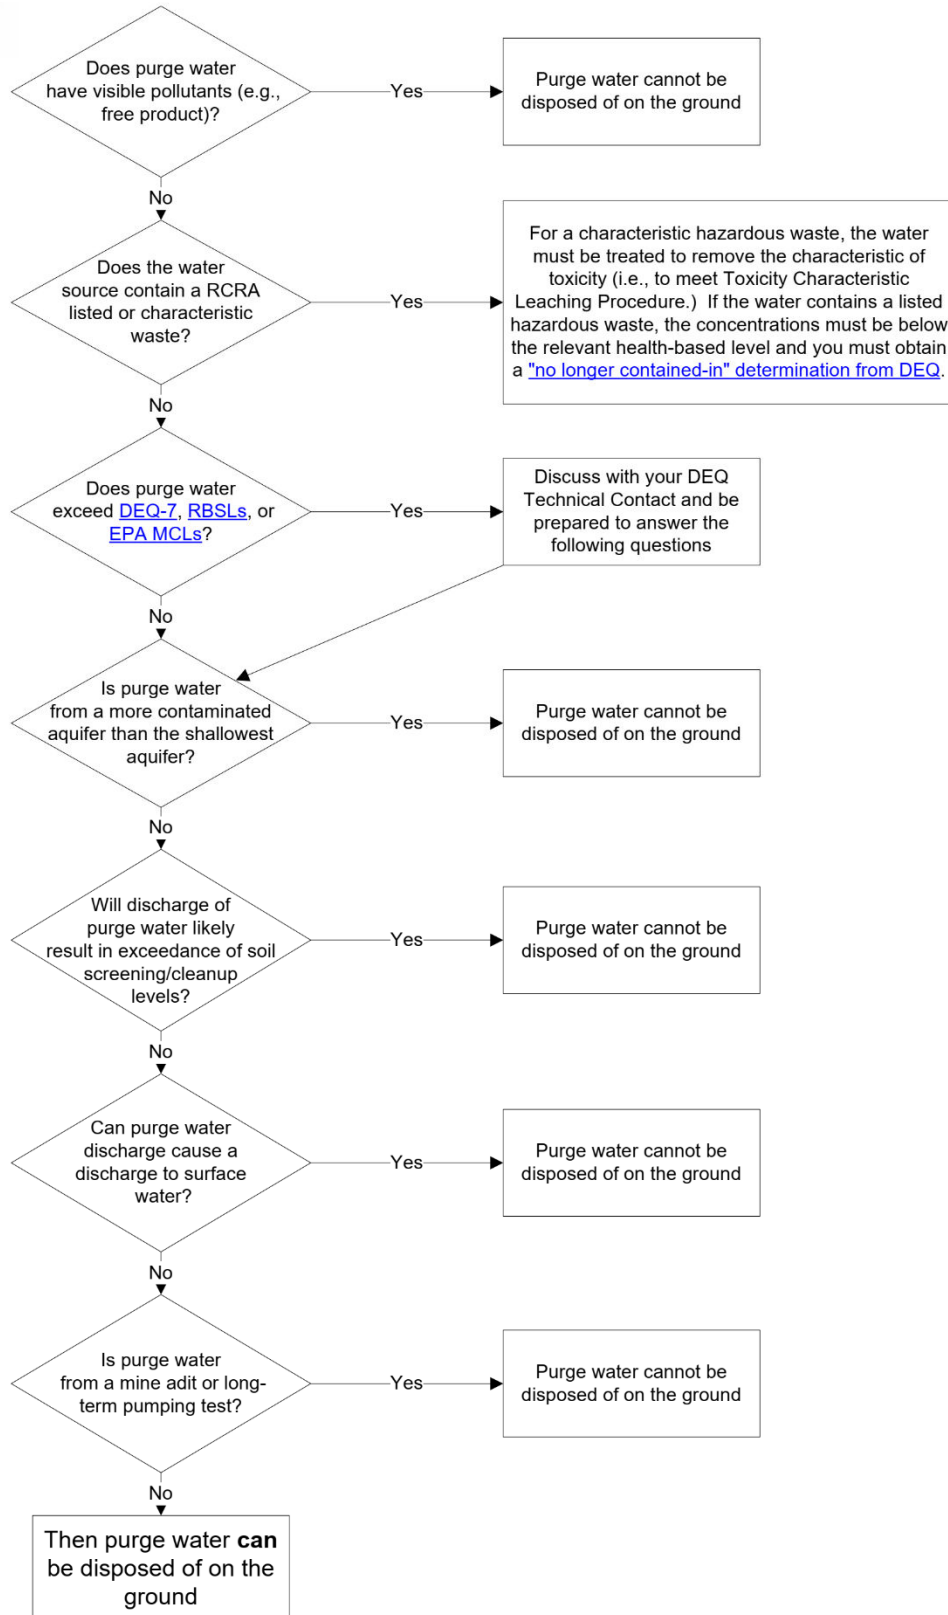 Does purge water
have visible pollutants (e.g.,
free product)?
Yes
Purge water cannot be
disposed of on the ground
No
Does the water
source contain a RCRA
listed or characteristic
waste?
Yes
For a characteristic hazardous waste, the water
must be treated to remove the characteristic of
toxicity (i.e., to meet Toxicity Characteristic
Leaching Procedure.) If the water contains a listed
hazardous waste, the concentrations must be below
the relevant health-based level and you must obtain
a "no longer contained-in" determination from DEQ.
No
Does purge water
exceed DEQ-7, RBSLs, or
EPA MCLs?
Yes
Discuss with your DEQ
Technical Contact and be
prepared to answer the
following questions
No
Is purge water
from a more contaminated
aquifer than the shallowest
aquifer?
Yes
Purge water cannot be
disposed of on the ground
No
Will discharge of
purge water likely
result in exceedance of soil
screening/cleanup
levels?
Yes
Purge water cannot be
disposed of on the ground
No
Can purge water
discharge cause a
discharge to surface
water?
Yes
Purge water cannot be
disposed of on the ground
No
Is purge water
from a mine adit or long-
term pumping test?
Yes
Purge water cannot be
disposed of on the ground
No
Then purge water can
be disposed of on the
ground